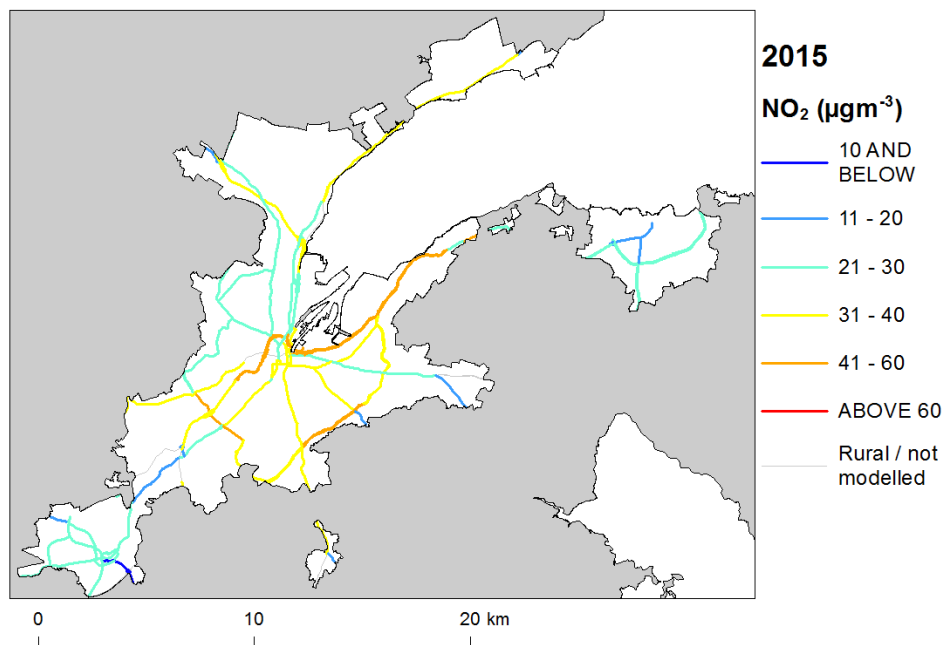 2015
NO₂ (µgm⁻³)
10 AND
BELOW
11 - 20
21 - 30
31 - 40
41 - 60
ABOVE 60
Rural / not
modelled
0 10 20 km